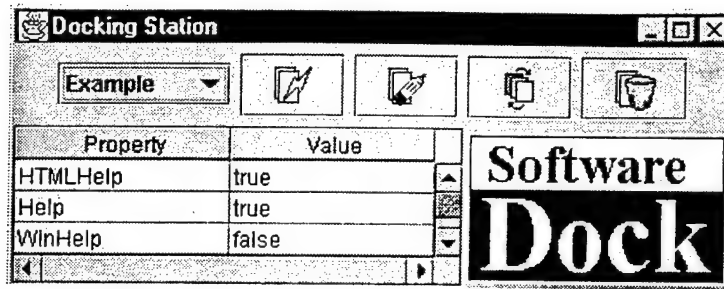 Docking Station
Example
Property Value
HTMLHelp true
Help true
WinHelp false
Software
Dock